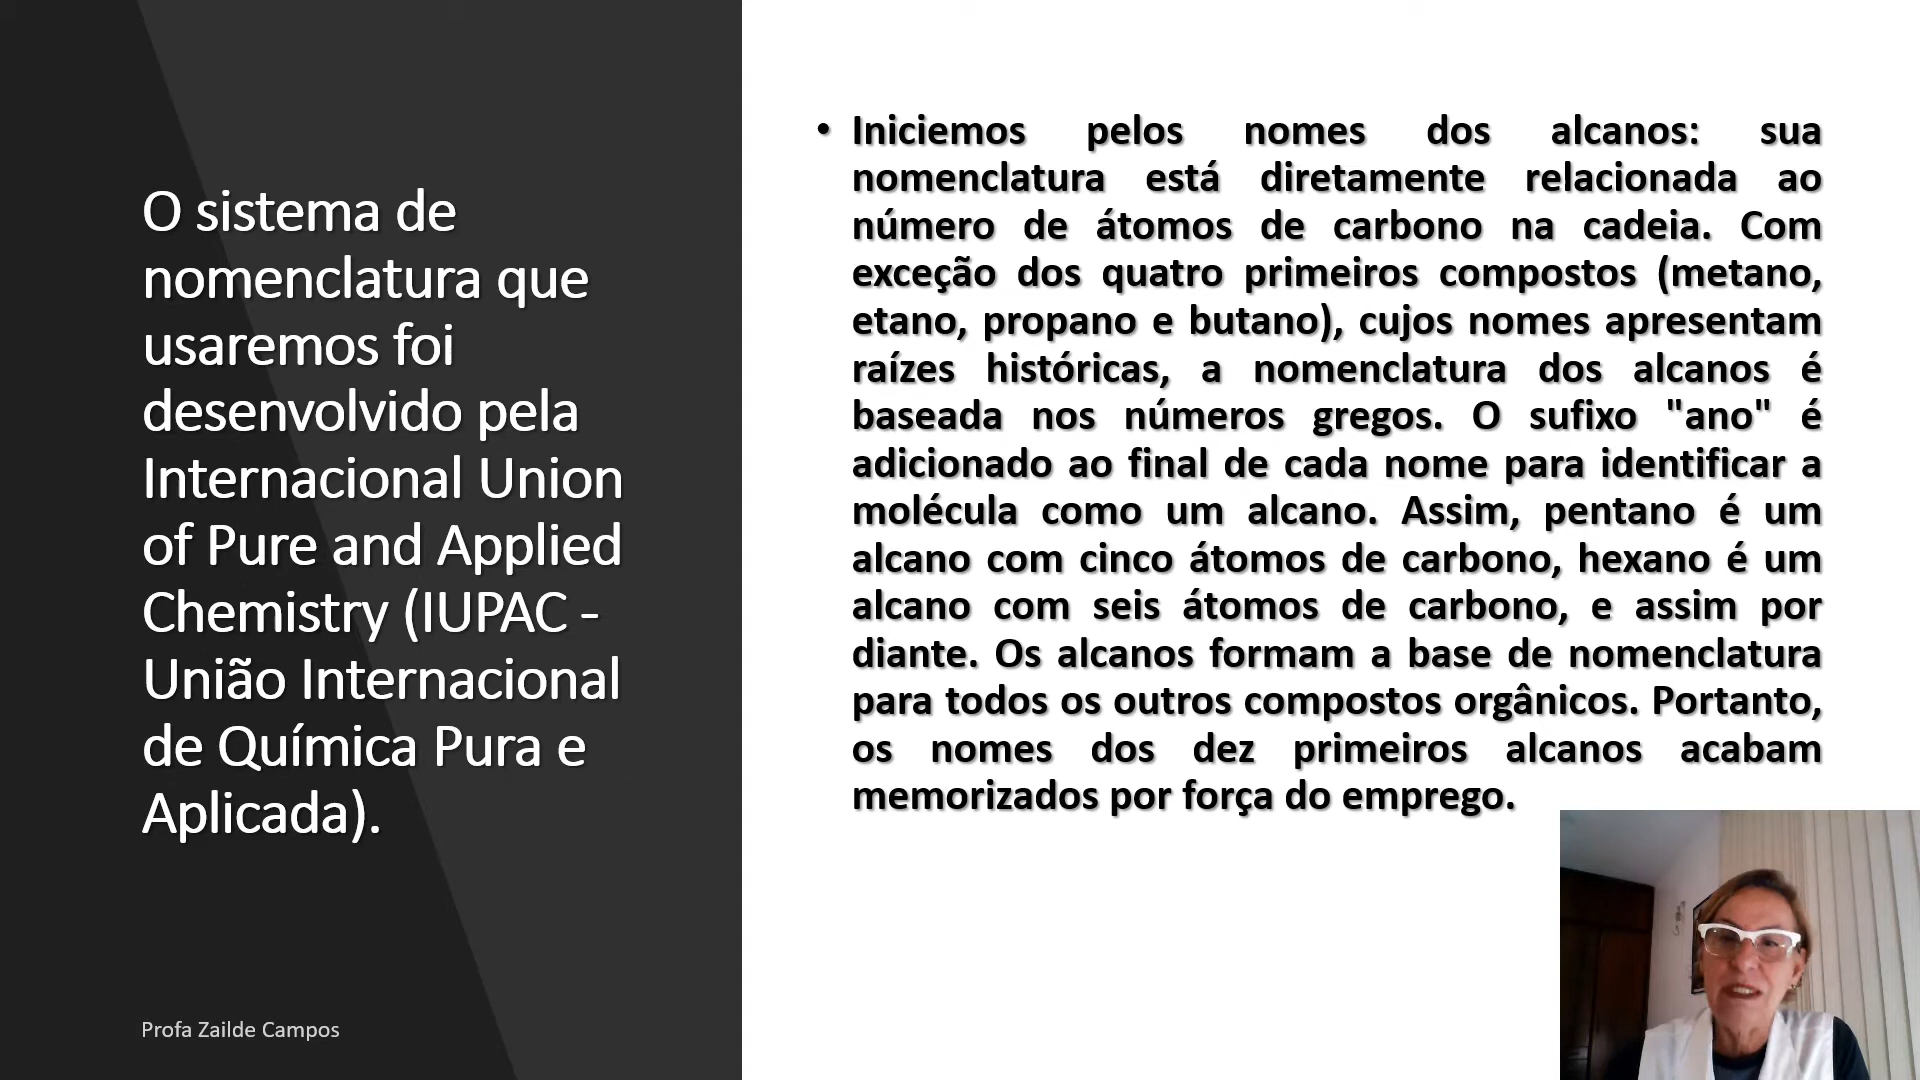 O sistema de
nomenclatura que
usaremos foi
desenvolvido pela
Internacional Union
of Pure and Applied
Chemistry (IUPAC -
União Internacional
de Química Pura e
Aplicada).
Profa Zailde Campos
• Iniciemos pelos nomes dos alcanos: sua
nomenclatura está diretamente relacionada ao
número de átomos de carbono na cadeia. Com
exceção dos quatro primeiros compostos (metano,
etano, propano e butano), cujos nomes apresentam
raízes históricas, a nomenclatura dos alcanos é
baseada nos números gregos. O sufixo "ano" é
adicionado ao final de cada nome para identificar a
molécula como um alcano. Assim, pentano é um
alcano com cinco átomos de carbono, hexano é um
alcano com seis átomos de carbono, e assim por
diante. Os alcanos formam a base de nomenclatura
para todos os outros compostos orgânicos. Portanto,
os nomes dos dez primeiros alcanos acabam
memorizados por força do emprego.